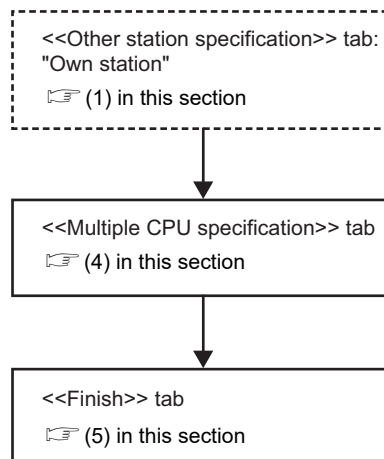 <<Other station specification>> tab:
"Own station"
☞ (1) in this section
<<Multiple CPU specification>> tab
☞ (4) in this section
<<Finish>> tab
☞ (5) in this section